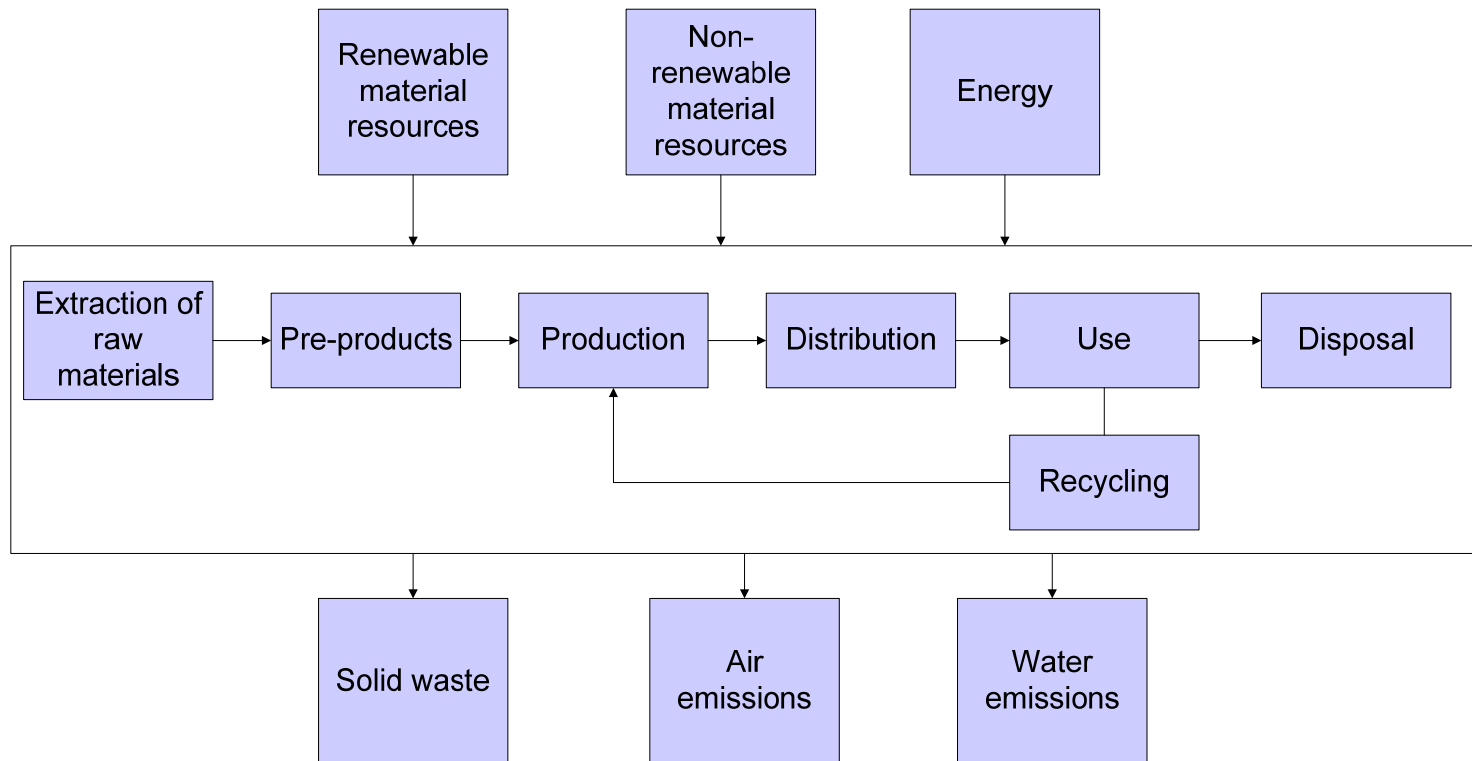 Renewable
material
resources
Non-
renewable
material
resources
Energy
Extraction of
raw
materials
Pre-products
Production
Distribution
Use
Disposal
Recycling
Solid waste
Air
emissions
Water
emissions